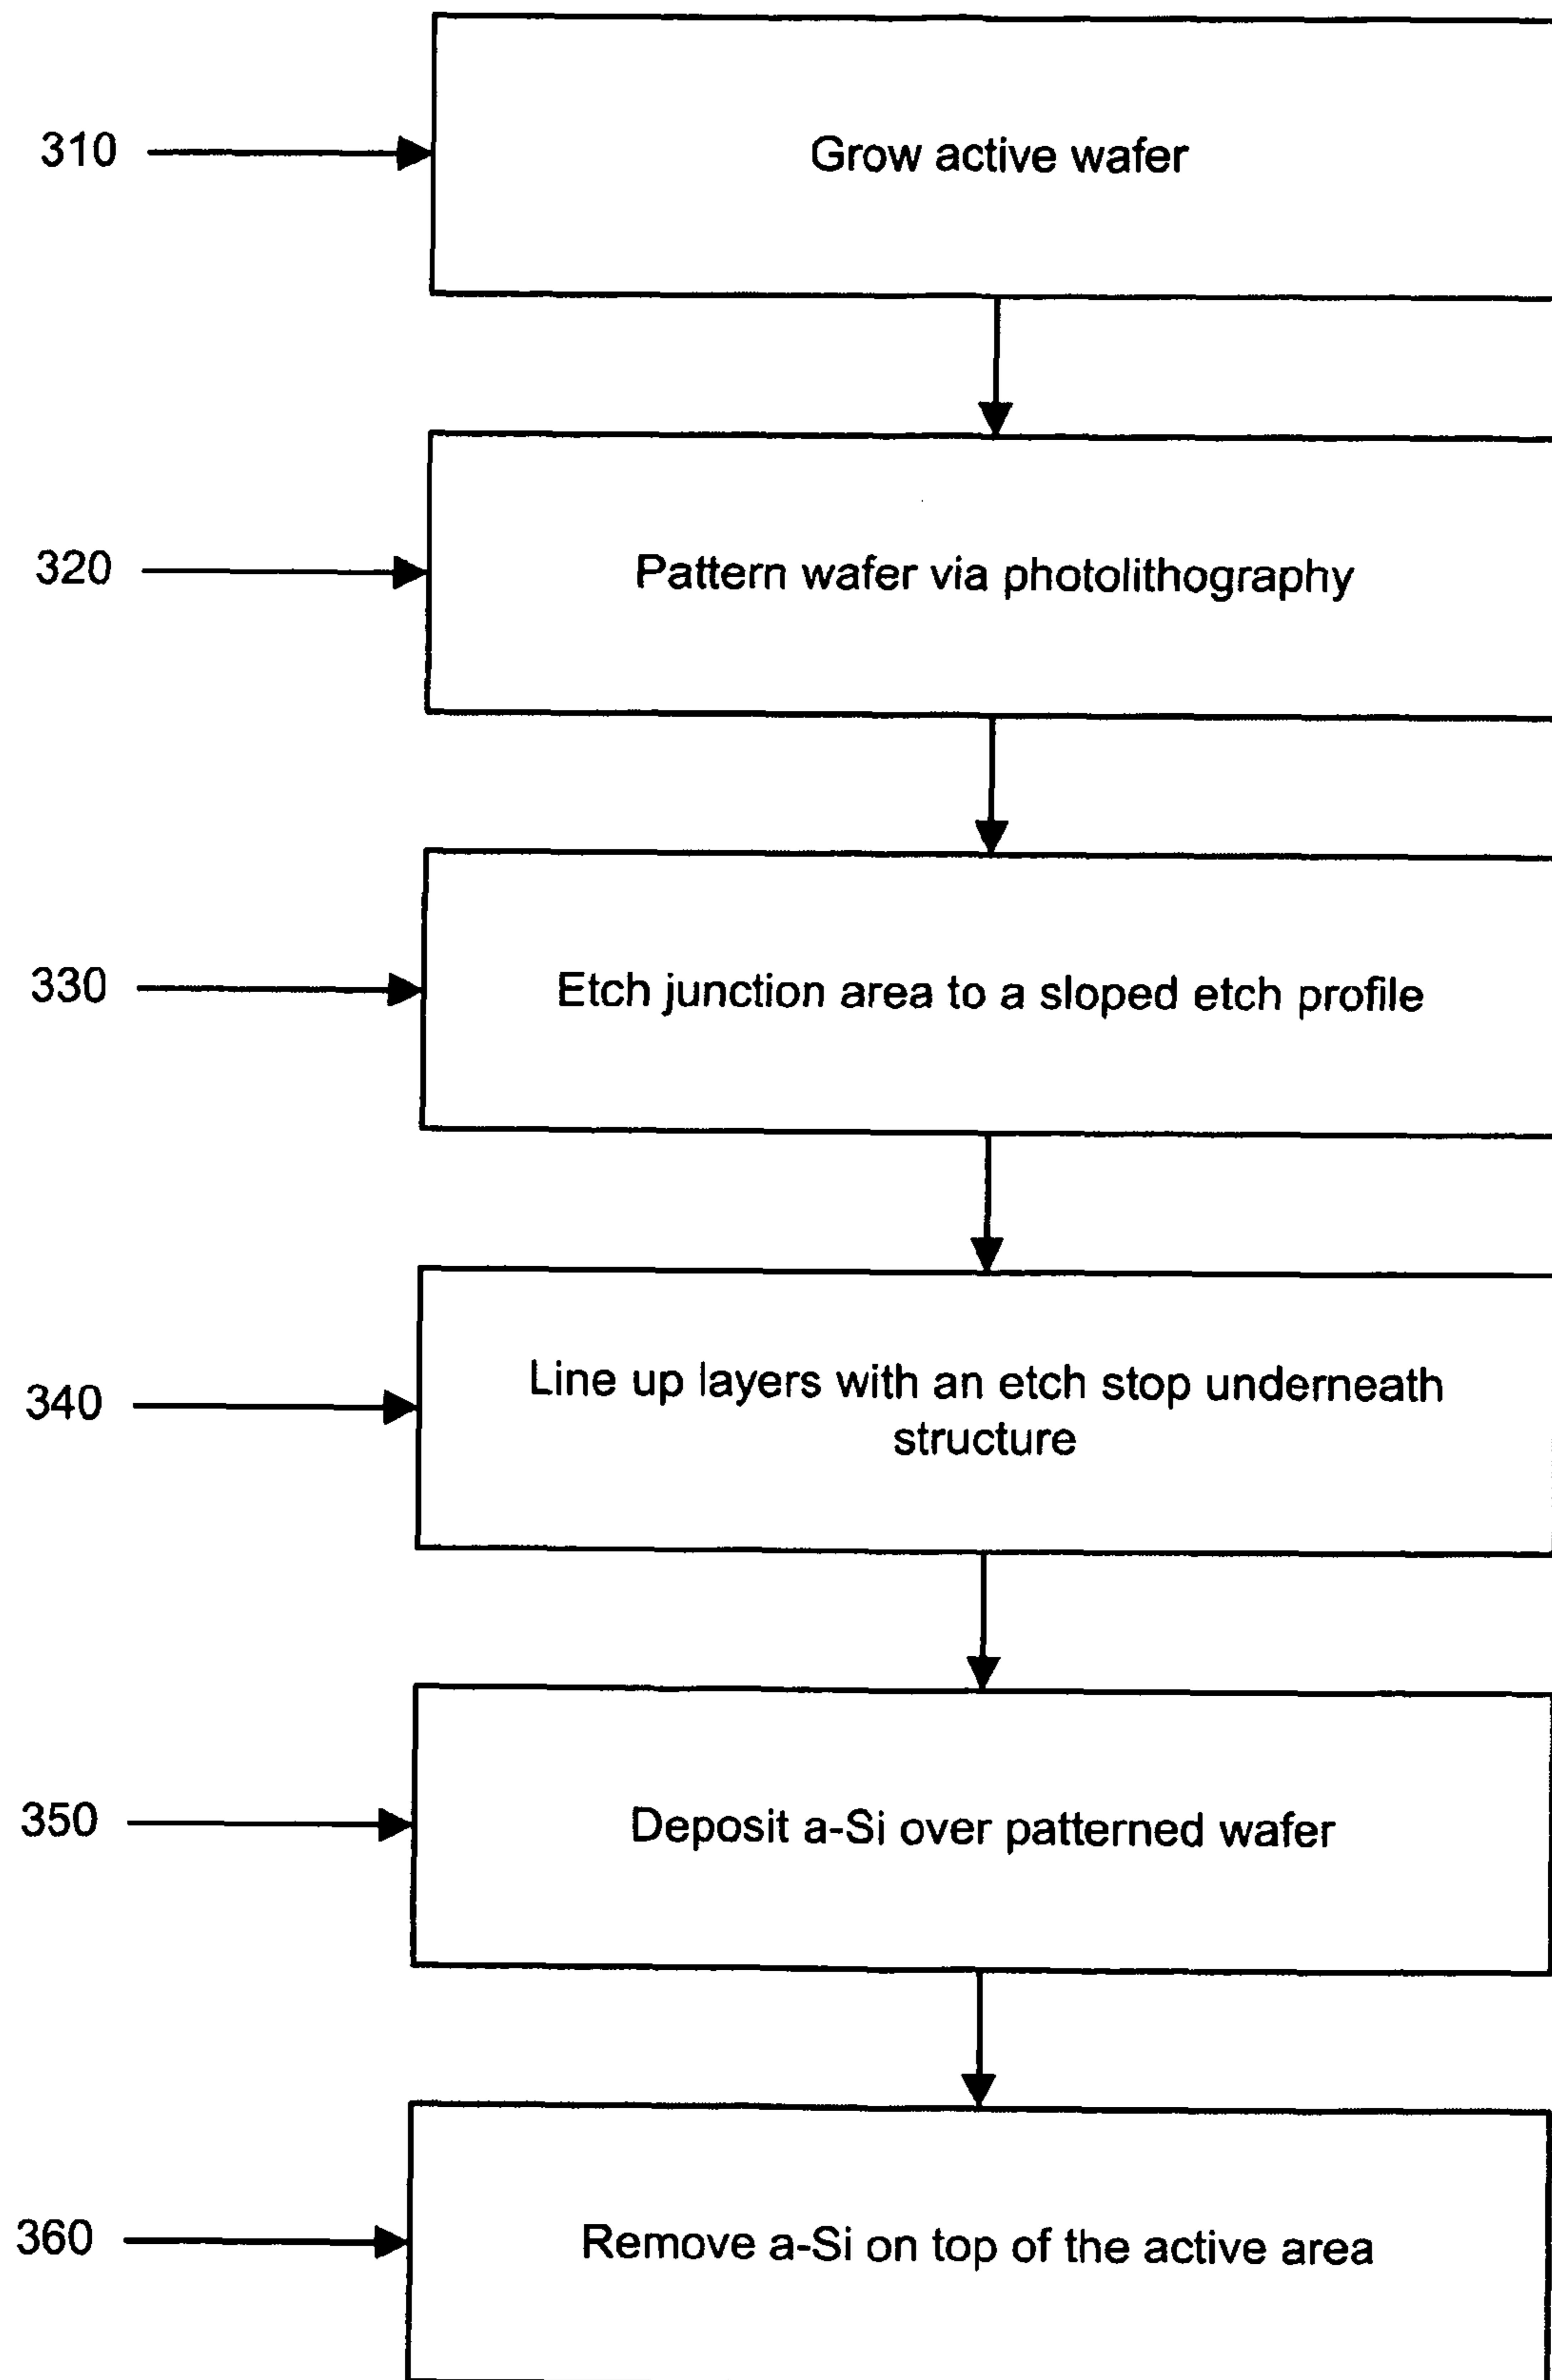 310
Grow active wafer
320
Pattern wafer via photolithography
330
Etch junction area to a sloped etch profile
340
Line up layers with an etch stop underneath
structure
350
Deposit a-Si over patterned wafer
360
Remove a-Si on top of the active area